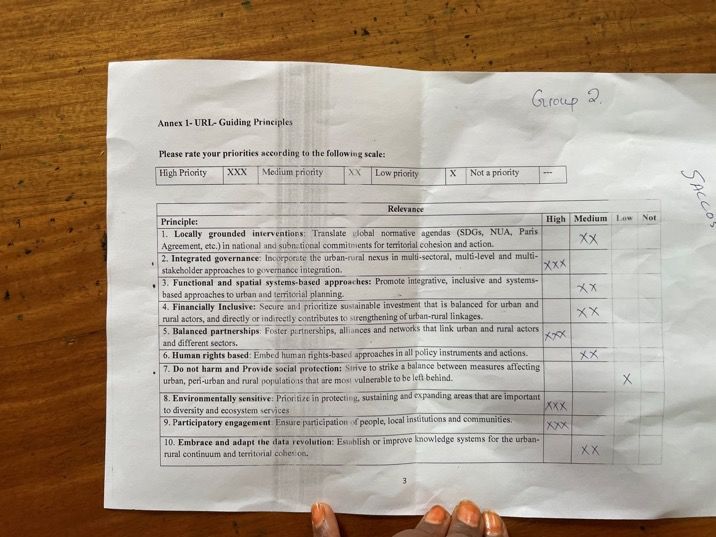 Group 2.
SACCOS
Annex 1- URL- Guiding Principles
Please rate your priorities according to the following scale:
High Priority XXX Medium priority XX Low priority X Not a priority ---
Relevance
Principle: High Medium Low Not
1. Locally grounded interventions: Translate global normative agendas (SDGs, NUA, Paris
Agreement, etc.) in national and subnational commitments for territorial cohesion and action. XX
2. Integrated governance: Incorporate the urban-rural nexus in multi-sectoral, multi-level and multi-
stakeholder approaches to governance integration. XXX
3. Functional and spatial systems-based approaches: Promote integrative, inclusive and systems-
based approaches to urban and territorial planning. XX
4. Financially Inclusive: Secure and prioritize sustainable investment that is balanced for urban and
rural actors, and directly or indirectly contributes to strengthening of urban-rural linkages. XX
5. Balanced partnerships: Foster partnerships, alliances and networks that link urban and rural actors
and different sectors. XXX
6. Human rights based: Embed human rights-based approaches in all policy instruments and actions. XX
7. Do not harm and Provide social protection: Strive to strike a balance between measures affecting
urban, peri-urban and rural populations that are most vulnerable to be left behind. X
8. Environmentally sensitive: Prioritize in protecting, sustaining and expanding areas that are important
to diversity and ecosystem services XXX
9. Participatory engagement: Ensure participation of people, local institutions and communities. XXX
10. Embrace and adapt the data revolution: Establish or improve knowledge systems for the urban-
rural continuum and territorial cohesion. XX
3